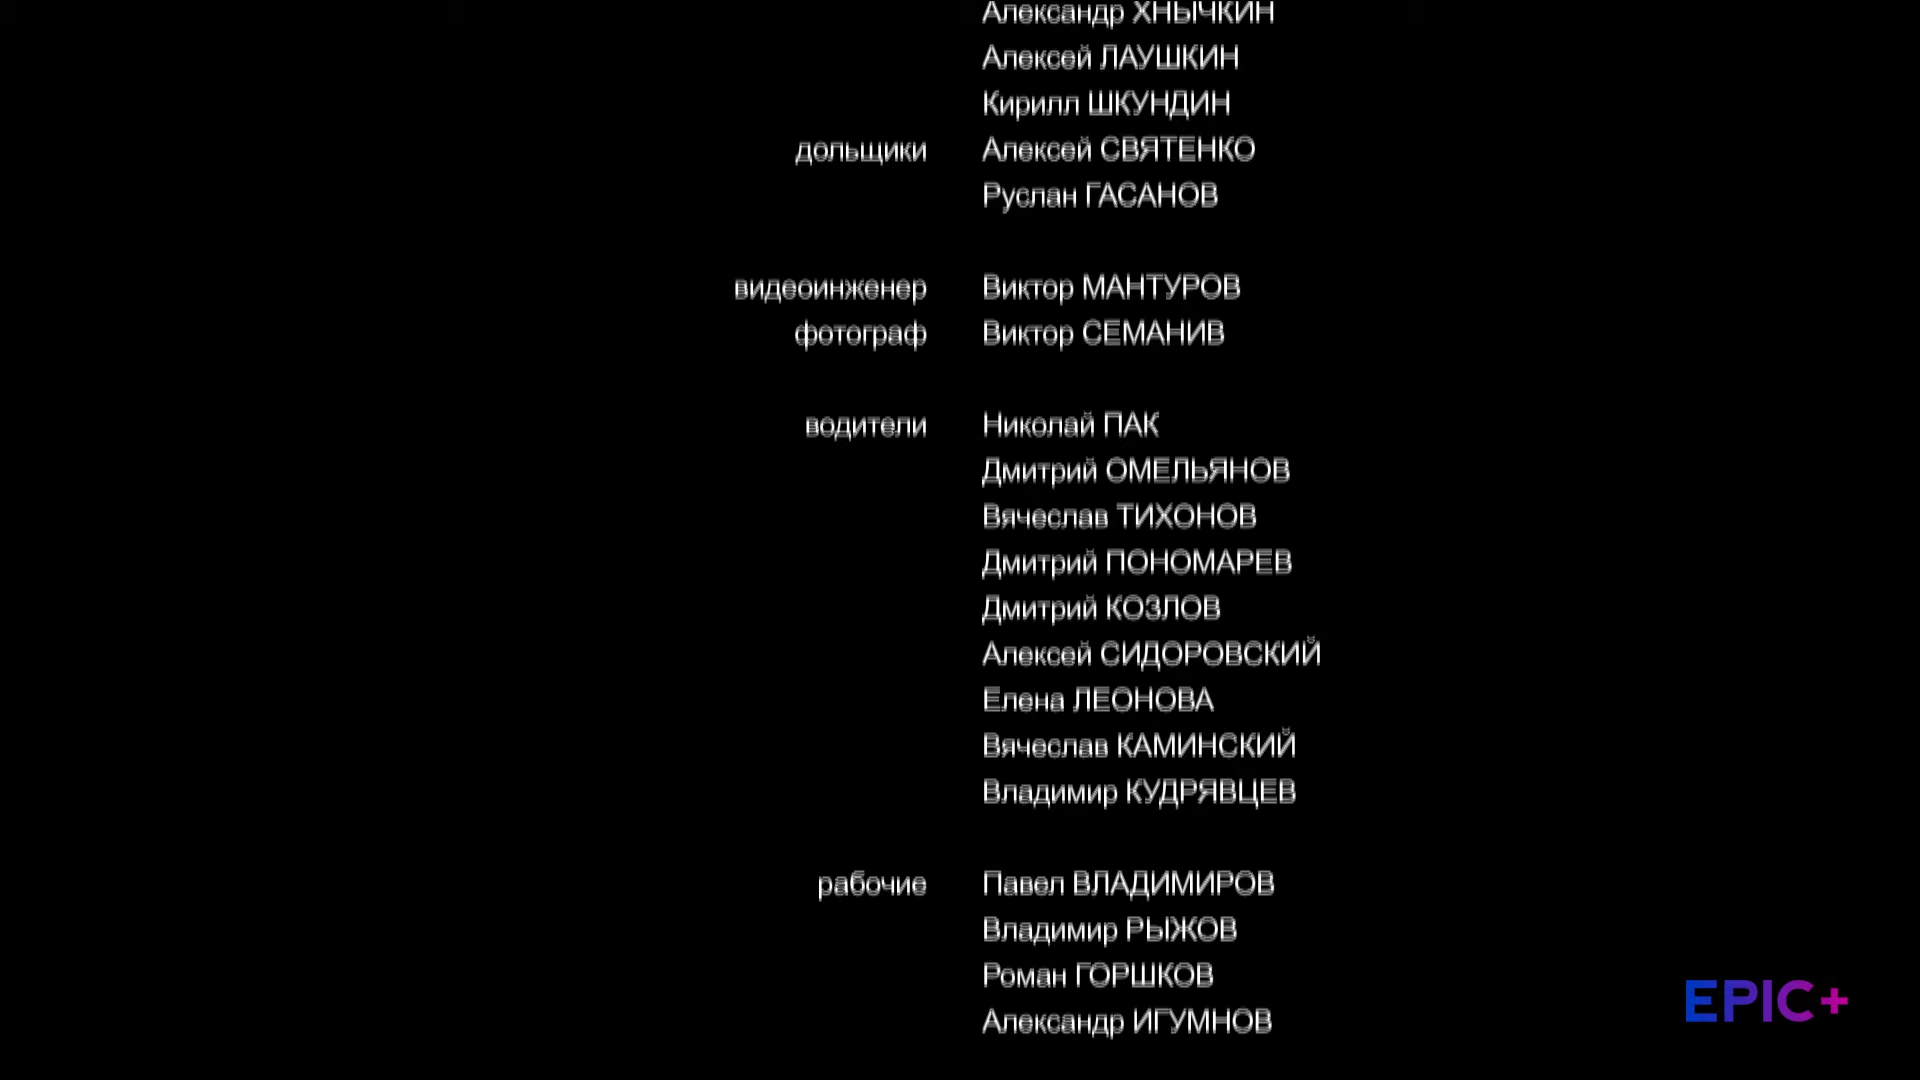 Александр ХНЫЧКИН
Алексей ЛАУШКИН
Кирилл ШКУНДИН
дольщики Алексей СВЯТЕНКО
Руслан ГАСАНОВ
видеоинженер Виктор МАНТУРОВ
фотограф Виктор СЕМАНИВ
водители Николай ПАК
Дмитрий ОМЕЛЬЯНОВ
Вячеслав ТИХОНОВ
Дмитрий ПОНОМАРЕВ
Дмитрий КОЗЛОВ
Алексей СИДОРОВСКИЙ
Елена ЛЕОНОВА
Вячеслав КАМИНСКИЙ
Владимир КУДРЯВЦЕВ
рабочие Павел ВЛАДИМИРОВ
Владимир РЫЖОВ
Роман ГОРШКОВ
Александр ИГУМНОВ
EPIC+